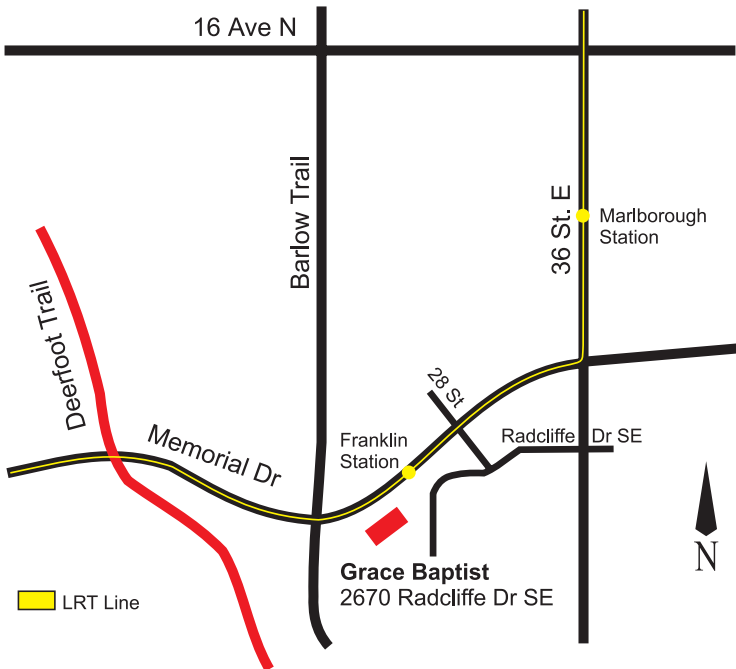 16 Ave N
Barlow Trail
36 St. E
Marlborough
Station
Deerfoot Trail
28 St
Memorial Dr
Franklin
Station
Radcliffe Dr SE
Grace Baptist
2670 Radcliffe Dr SE
N
LRT Line